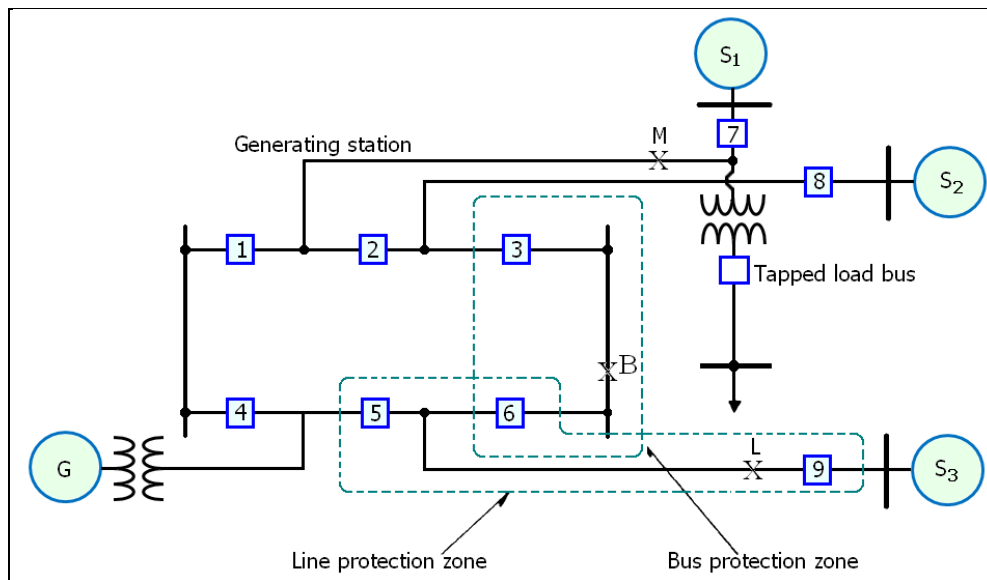 S₁
M
7
Generating station
X
8
S₂
1
2
3
Tapped load bus
X B
4
5
6
L
G
X
9
S₃
Line protection zone
Bus protection zone